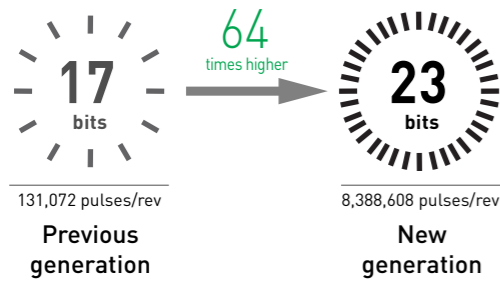 64
times higher
17
bits
23
bits
131,072 pulses/rev
8,388,608 pulses/rev
Previous
generation
New
generation